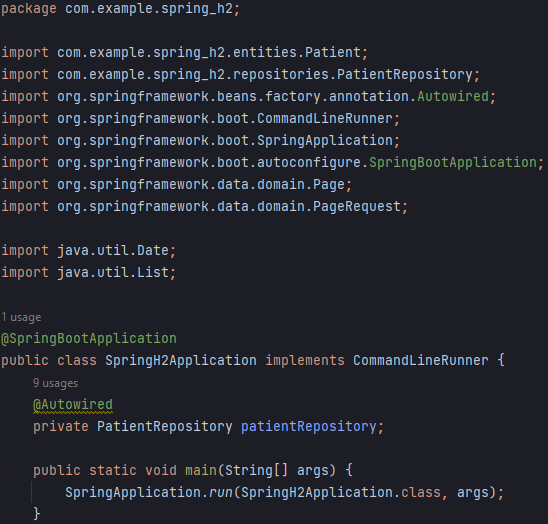 package com.example.spring_h2;
import com.example.spring_h2.entities.Patient;
import com.example.spring_h2.repositories.PatientRepository;
import org.springframework.beans.factory.annotation.Autowired;
import org.springframework.boot.CommandLineRunner;
import org.springframework.boot.SpringApplication;
import org.springframework.boot.autoconfigure.SpringBootApplication;
import org.springframework.data.domain.Page;
import org.springframework.data.domain.PageRequest;
import java.util.Date;
import java.util.List;
1 usage
@SpringBootApplication
public class SpringH2Application implements CommandLineRunner {
9 usages
@Autowired
private PatientRepository patientRepository;
public static void main(String[] args) {
SpringApplication.run(SpringH2Application.class, args);
}